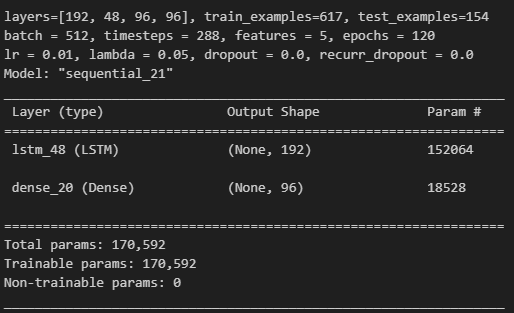 layers=[192, 48, 96, 96], train_examples=617, test_examples=154
batch = 512, timesteps = 288, features = 5, epochs = 120
lr = 0.01, lambda = 0.05, dropout = 0.0, recurr_dropout = 0.0
Model: "sequential_21"
_________________________________________________________________
Layer (type) Output Shape Param #
=================================================================
lstm_48 (LSTM) (None, 192) 152064
dense_20 (Dense) (None, 96) 18528
=================================================================
Total params: 170,592
Trainable params: 170,592
Non-trainable params: 0
_________________________________________________________________